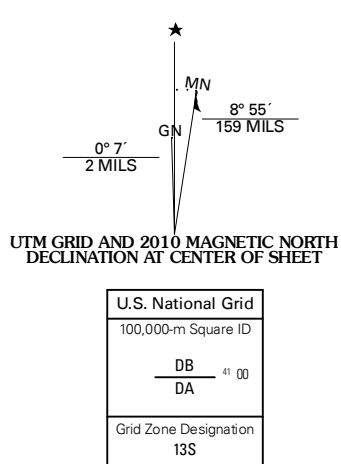 ★
MN
8° 55´
159 MILS
GN
0° 7´
2 MILS
UTM GRID AND 2010 MAGNETIC NORTH
DECLINATION AT CENTER OF SHEET
U.S. National Grid
100,000-m Square ID
DB
41 00
DA
Grid Zone Designation
13S